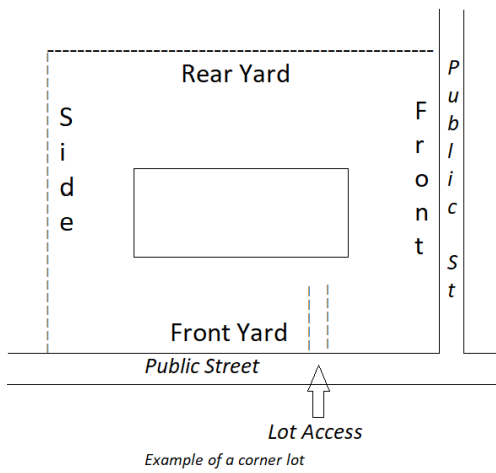 Rear Yard
Side
Front
Public St
Front Yard
Public Street
Lot Access
Example of a corner lot